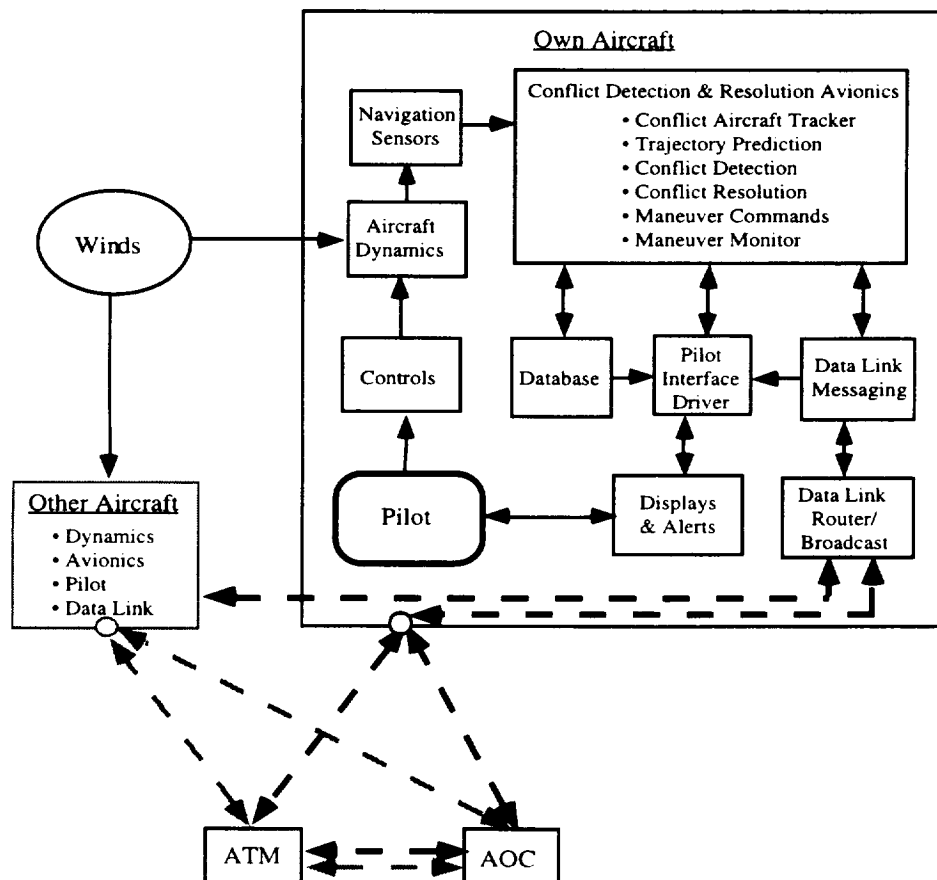 Own Aircraft
Conflict Detection & Resolution Avionics
• Conflict Aircraft Tracker
• Trajectory Prediction
• Conflict Detection
• Conflict Resolution
• Maneuver Commands
• Maneuver Monitor
Navigation
Sensors
Winds
Aircraft
Dynamics
Controls
Database
Pilot
Interface
Driver
Data Link
Messaging
Pilot
Displays
& Alerts
Data Link
Router/
Broadcast
Other Aircraft
• Dynamics
• Avionics
• Pilot
• Data Link
ATM
AOC